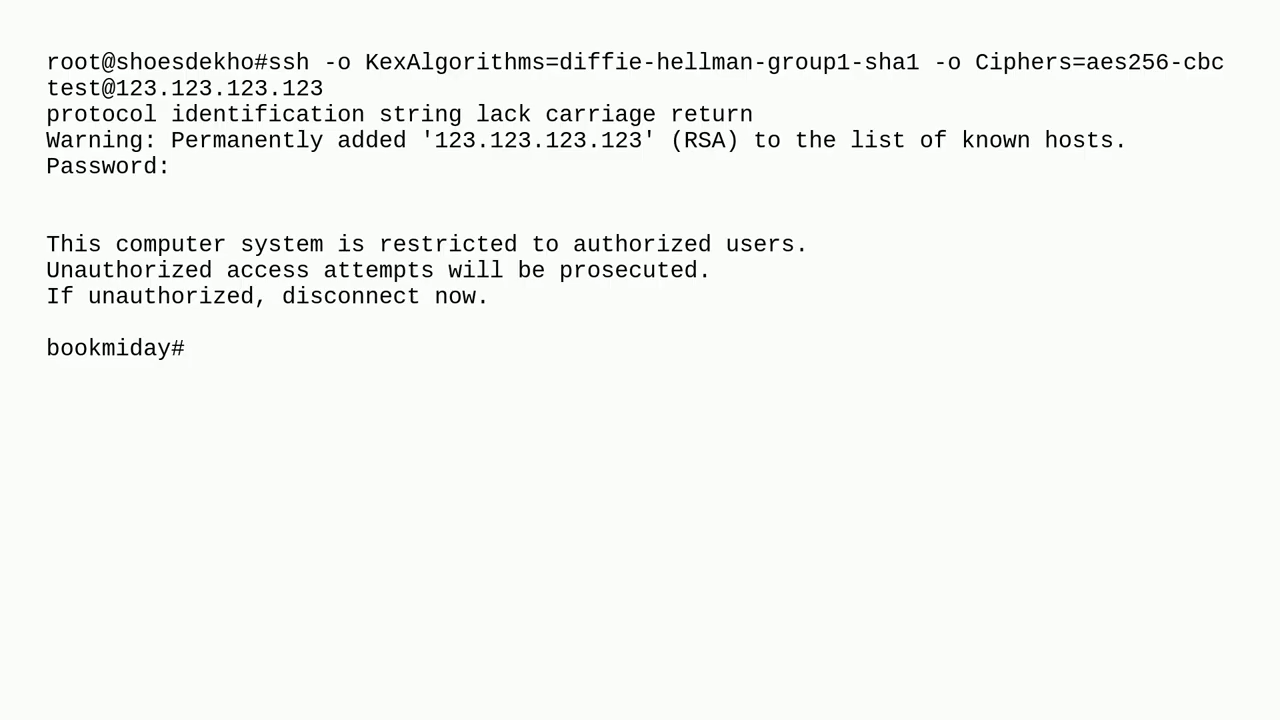 root@shoesdekho#ssh -o KexAlgorithms=diffie-hellman-group1-sha1 -o Ciphers=aes256-cbc
test@123.123.123.123
protocol identification string lack carriage return
Warning: Permanently added '123.123.123.123' (RSA) to the list of known hosts.
Password:
This computer system is restricted to authorized users.
Unauthorized access attempts will be prosecuted.
If unauthorized, disconnect now.
bookmiday#